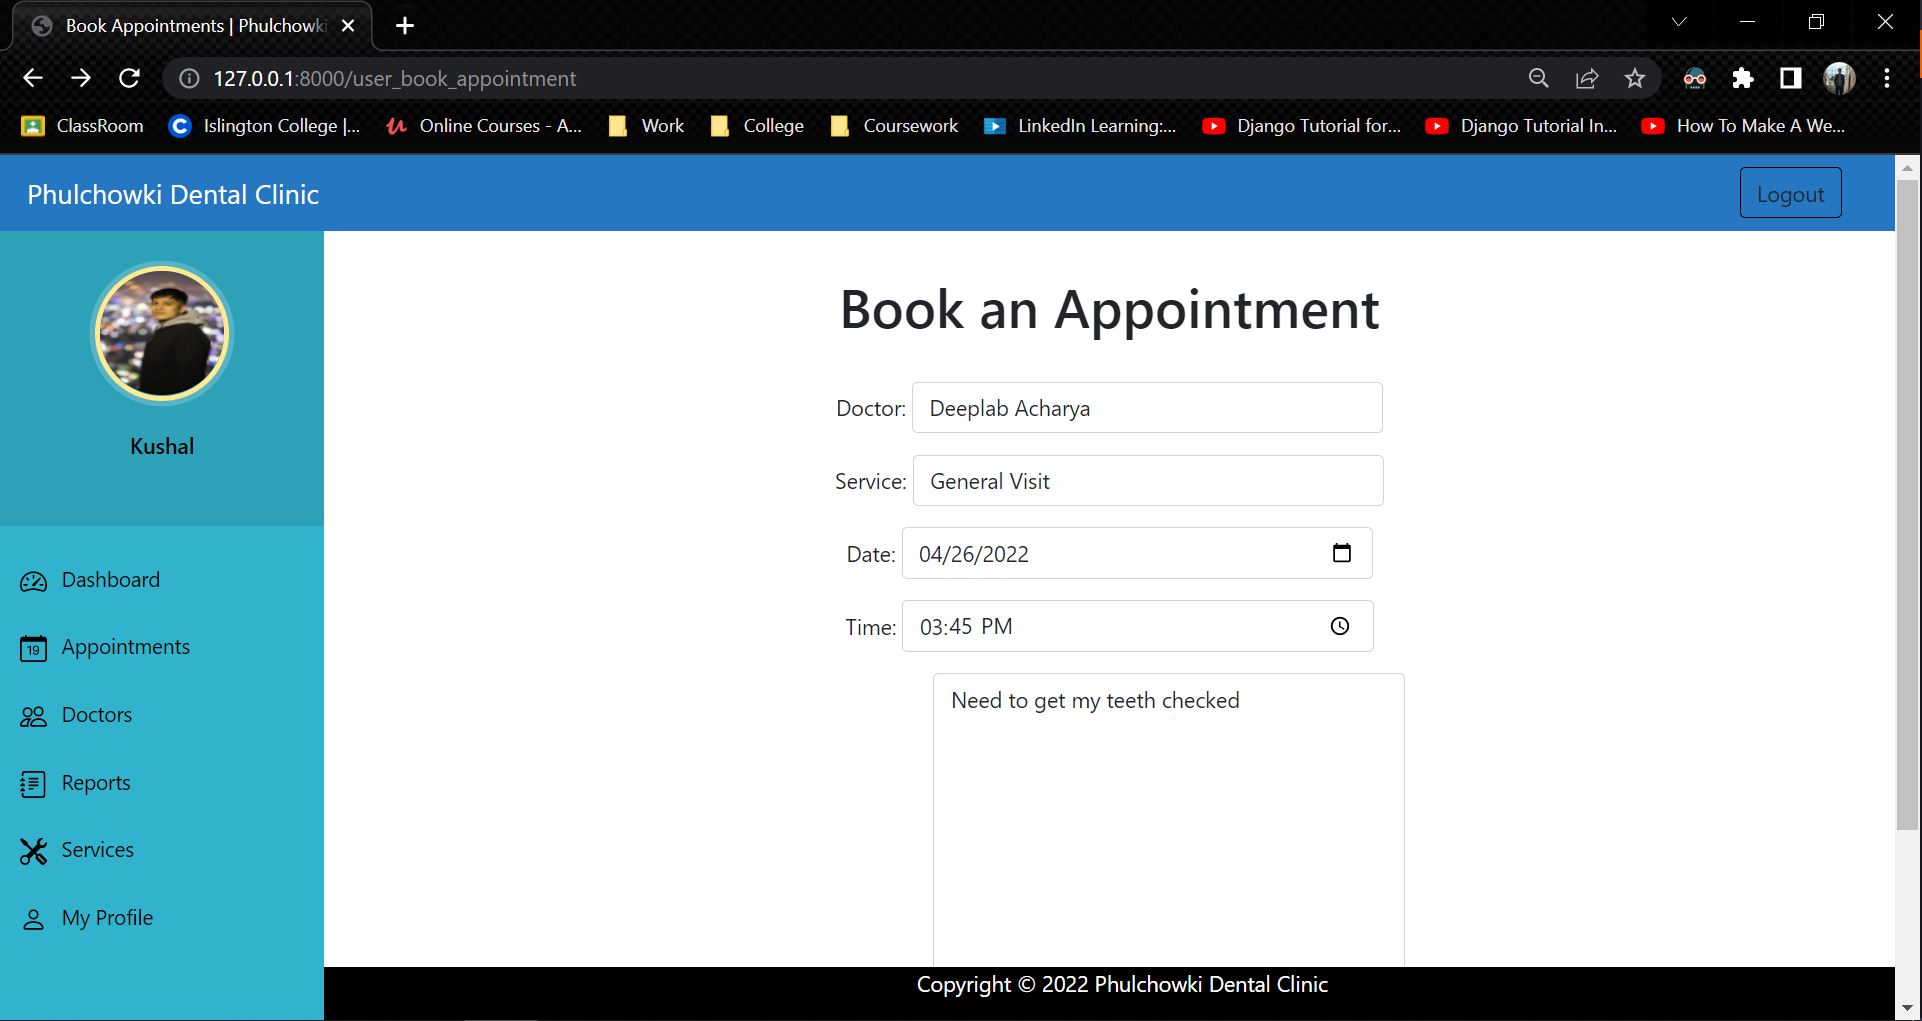 Book Appointments | Phulchowki
127.0.0.1:8000/user_book_appointment
ClassRoom
Islington College |...
Online Courses - A...
Work
College
Coursework
LinkedIn Learning:...
Django Tutorial for...
Django Tutorial In...
How To Make A We...
Phulchowki Dental Clinic
Logout
Kushal
Dashboard
19
Appointments
Doctors
Reports
Services
My Profile
Book an Appointment
Doctor: Deeplab Acharya
Service: General Visit
Date: 04/26/2022
Time: 03:45 PM
Need to get my teeth checked
Copyright © 2022 Phulchowki Dental Clinic